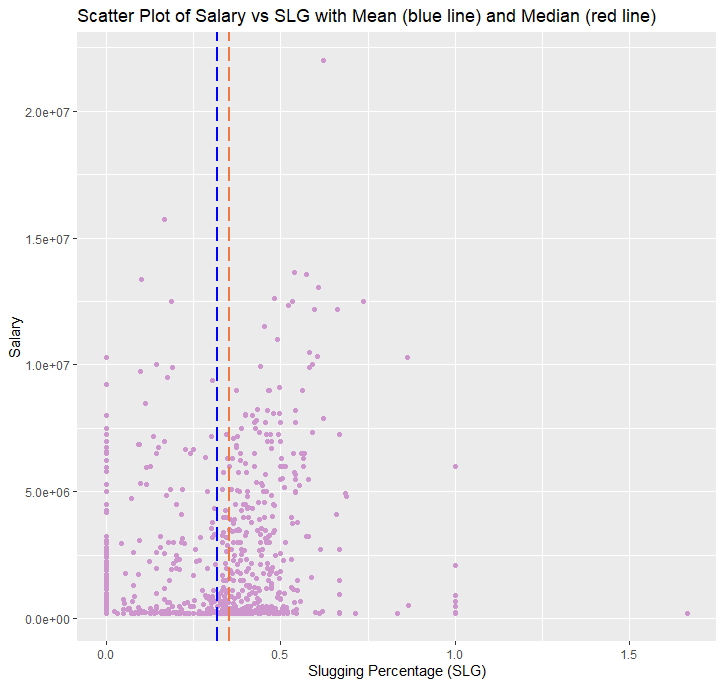 Scatter Plot of Salary vs SLG with Mean (blue line) and Median (red line)
2.0e+07
1.5e+07
1.0e+07
5.0e+06
0.0e+00
Salary
0.0 0.5 1.0 1.5
Slugging Percentage (SLG)